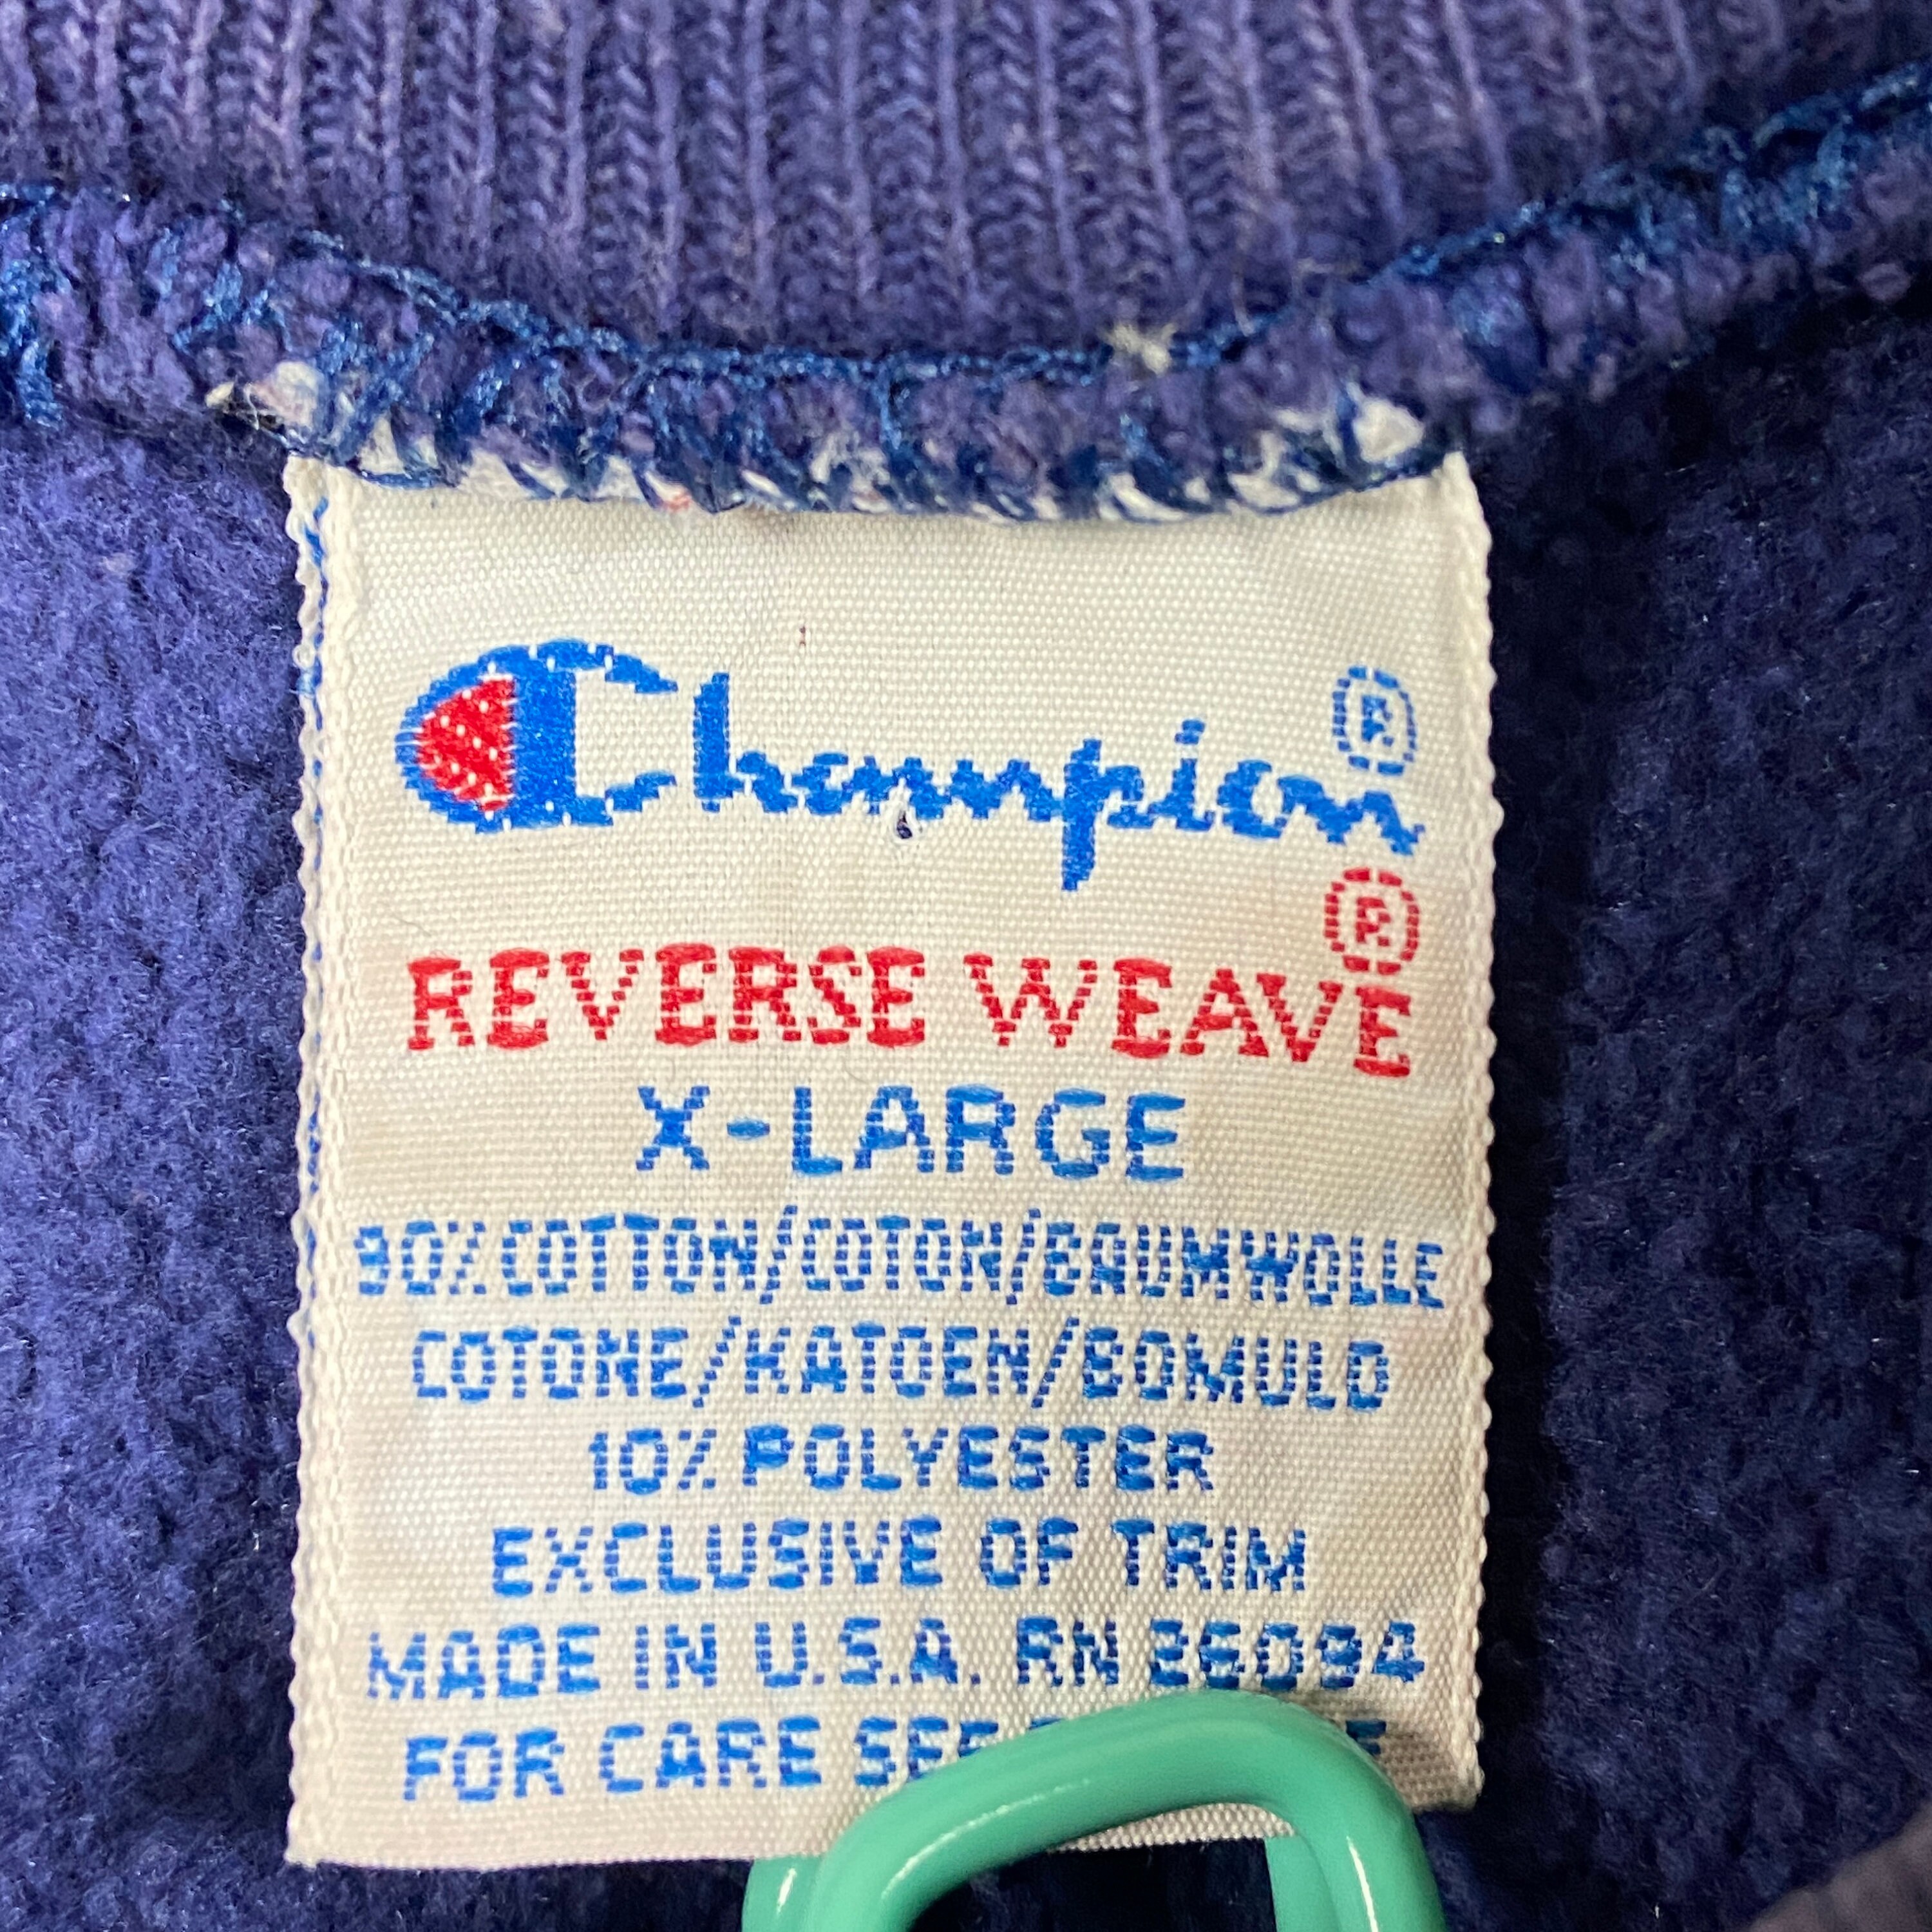 Champion®
REVERSE WEAVE®
X-LARGE
90% COTTON/COTON/BAUMWOLLE
COTONE/KATOEN/BOMULD
10% POLYESTER
EXCLUSIVE OF TRIM
MADE IN U.S.A. RN 26094
FOR CARE SEE